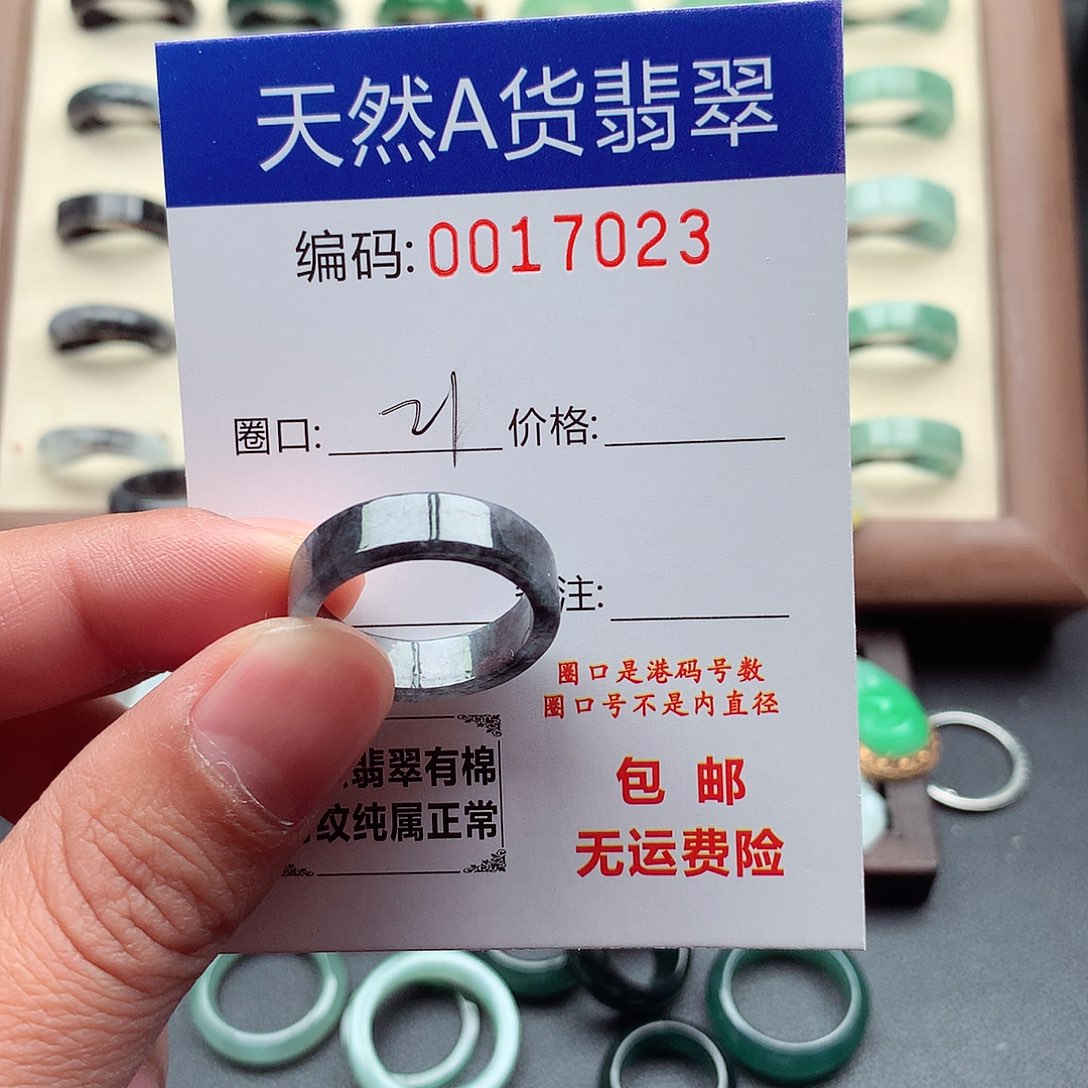 天然A货翡翠
编码: 0017023
圈口: 21 价格:
注:
圈口是港码号数
圈口号不是内直径
翡翠有棉
纹纯属正常
包 邮
无运费险